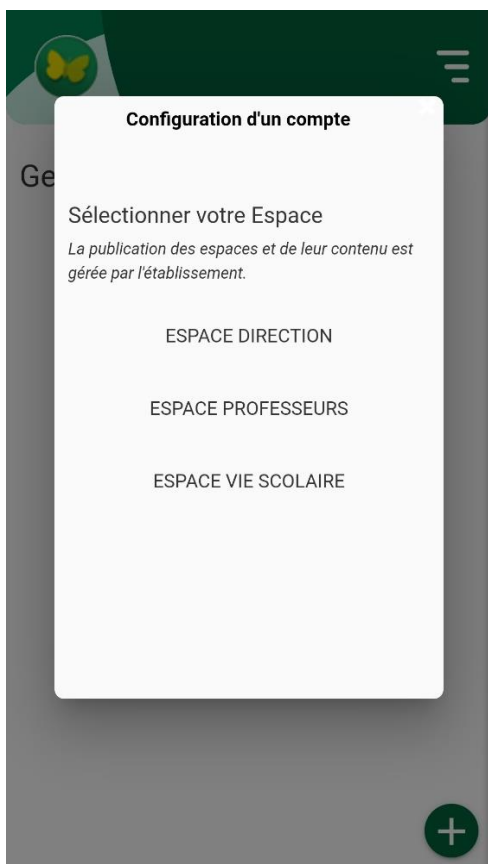 Configuration d'un compte
Ge
Sélectionner votre Espace
La publication des espaces et de leur contenu est
gérée par l'établissement.
ESPACE DIRECTION
ESPACE PROFESSEURS
ESPACE VIE SCOLAIRE